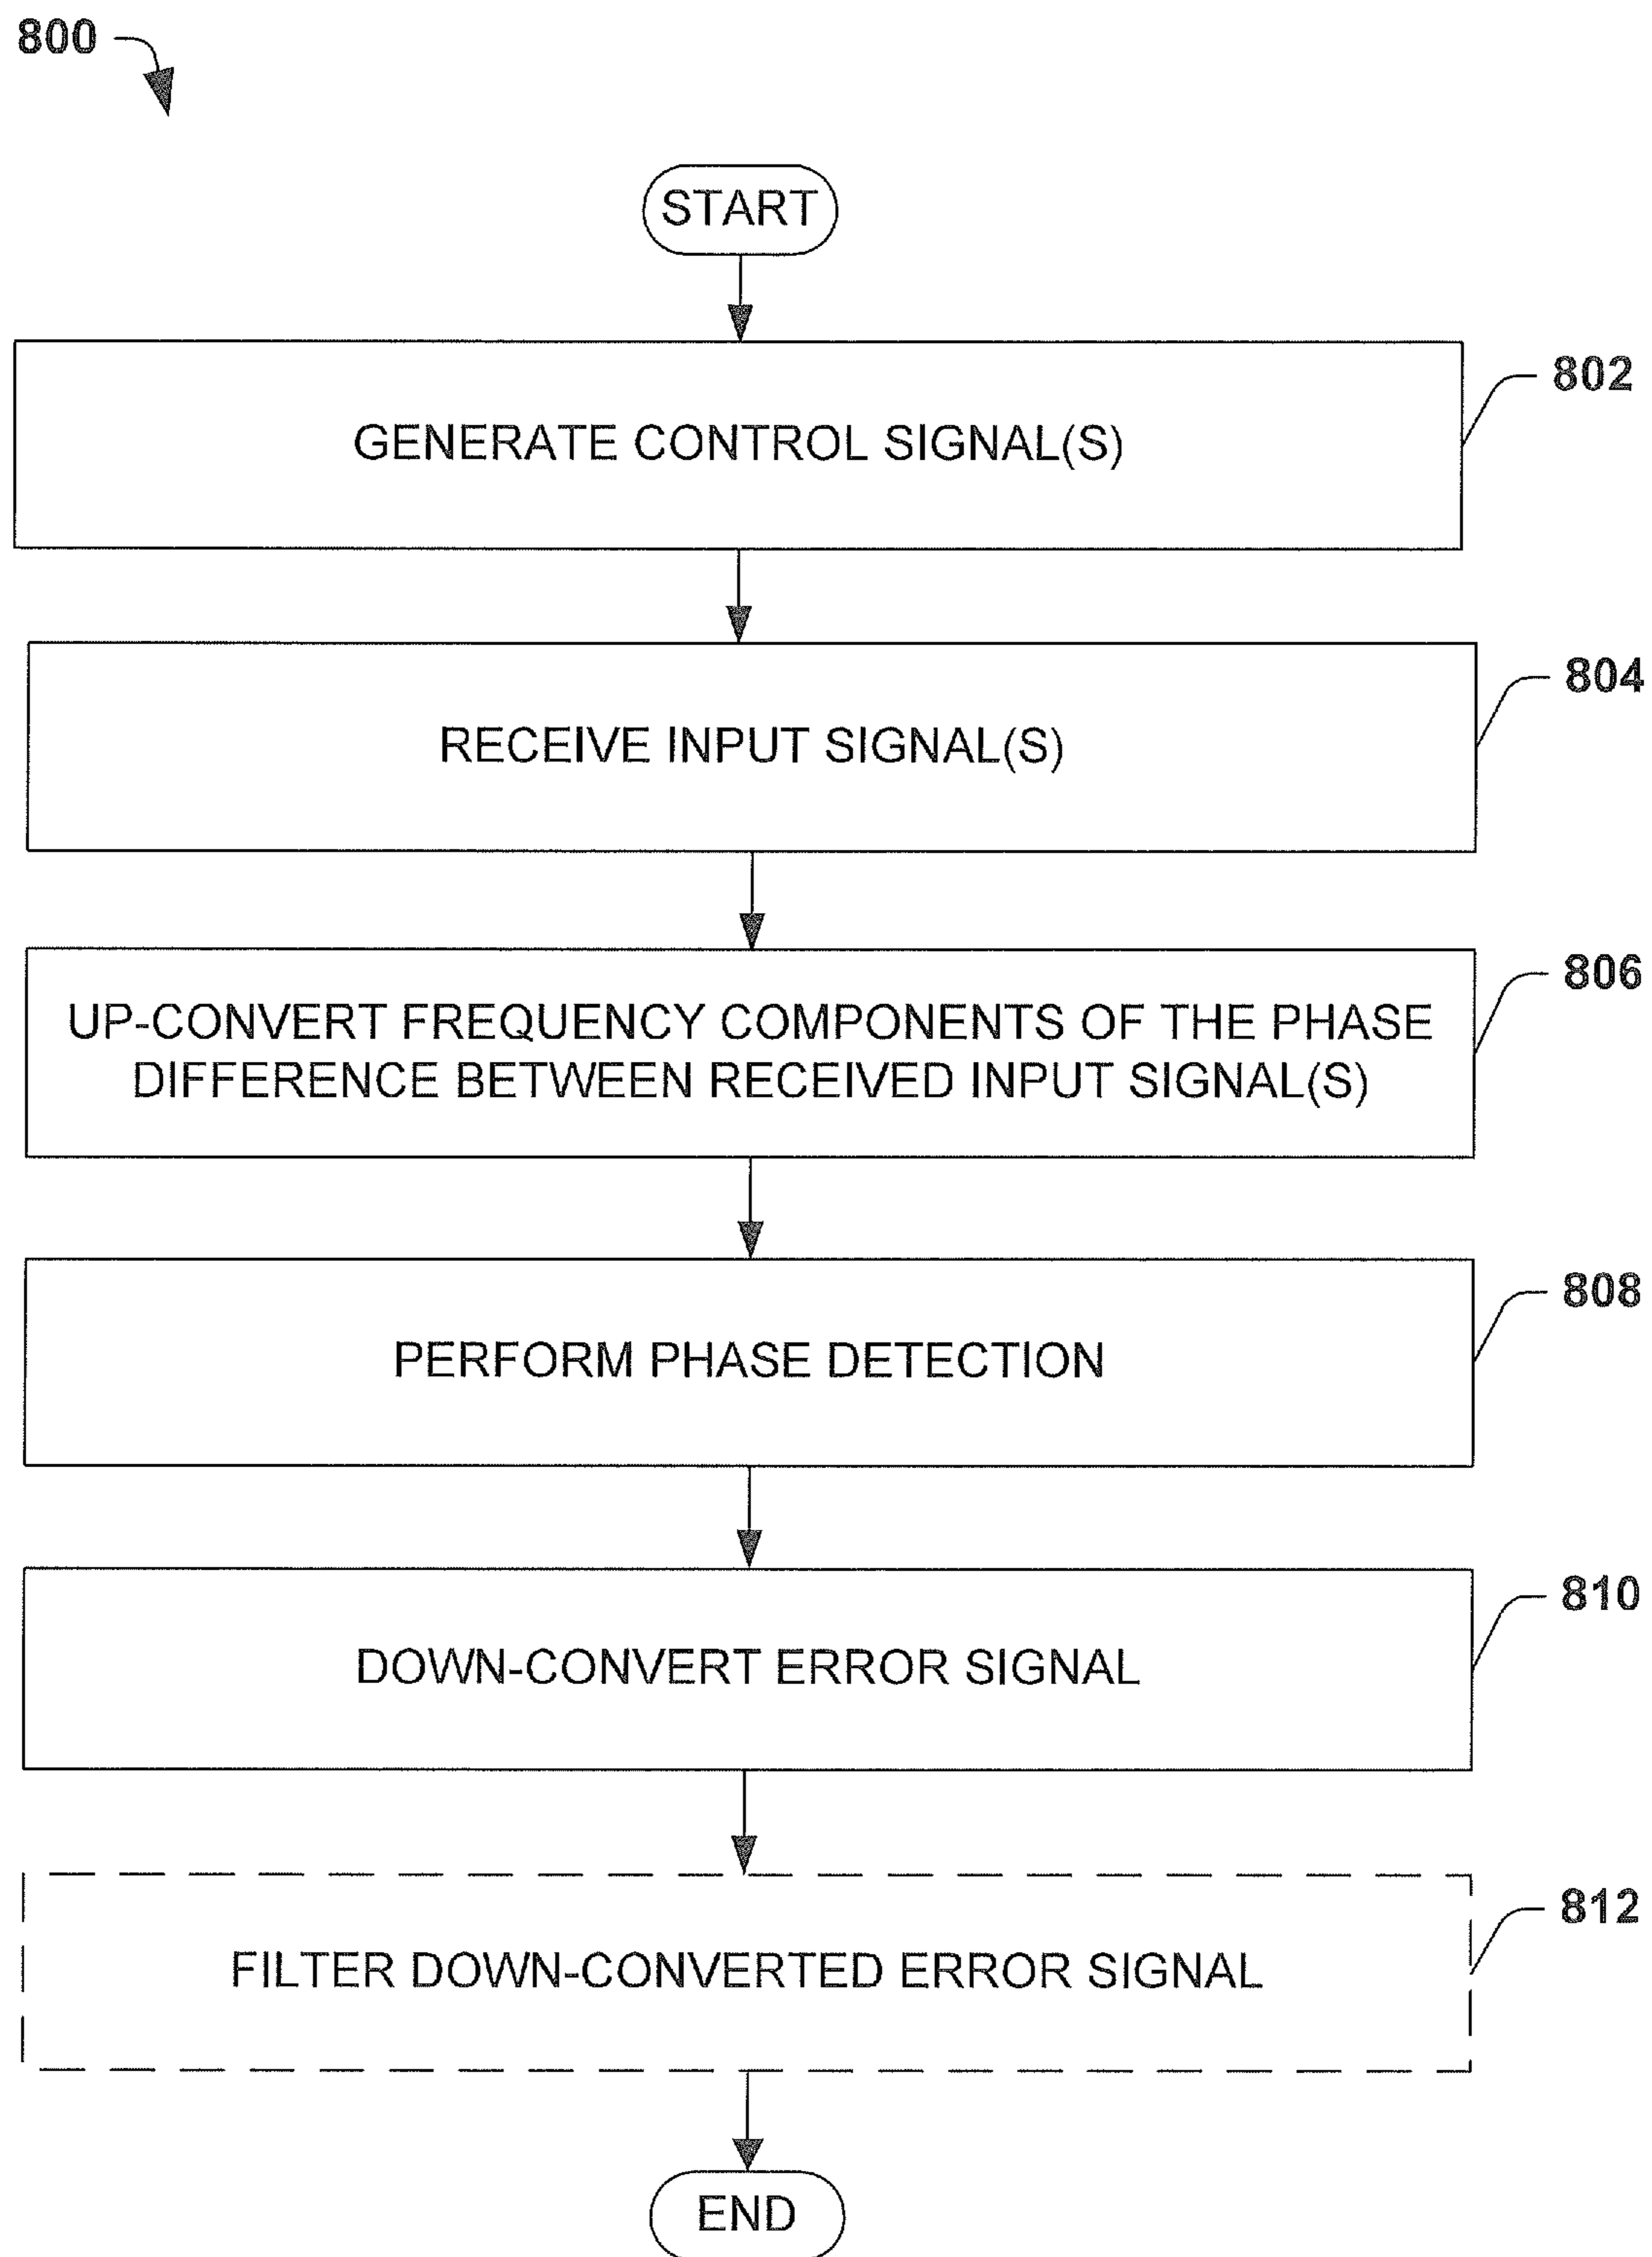 800
START
GENERATE CONTROL SIGNAL(S)
802
RECEIVE INPUT SIGNAL(S)
804
UP-CONVERT FREQUENCY COMPONENTS OF THE PHASE
DIFFERENCE BETWEEN RECEIVED INPUT SIGNAL(S)
806
PERFORM PHASE DETECTION
808
DOWN-CONVERT ERROR SIGNAL
810
FILTER DOWN-CONVERTED ERROR SIGNAL
812
END